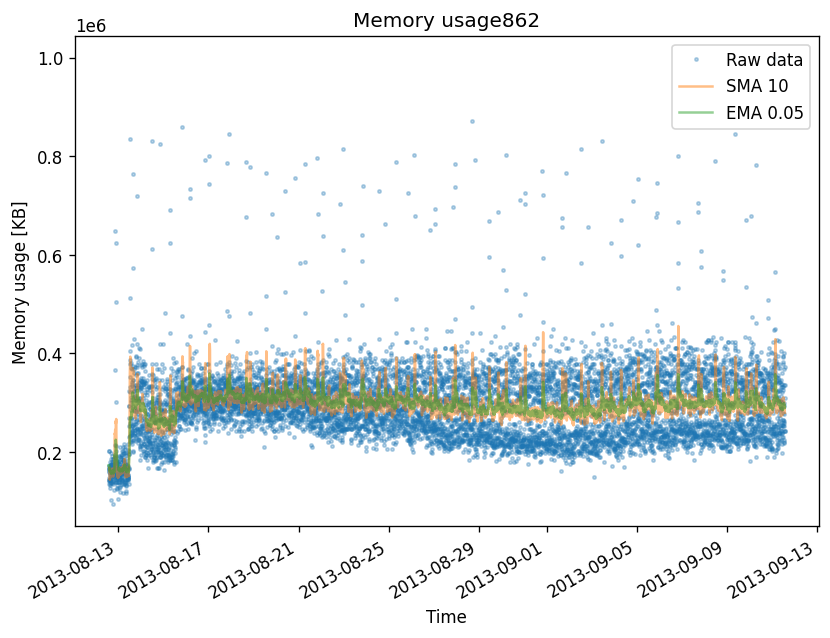 Memory usage862
1e6
Raw data
SMA 10
EMA 0.05
1.0
0.8
0.6
0.4
0.2
Memory usage [KB]
2013-08-13
2013-08-17
2013-08-21
2013-08-25
2013-08-29
2013-09-01
2013-09-05
2013-09-09
2013-09-13
Time